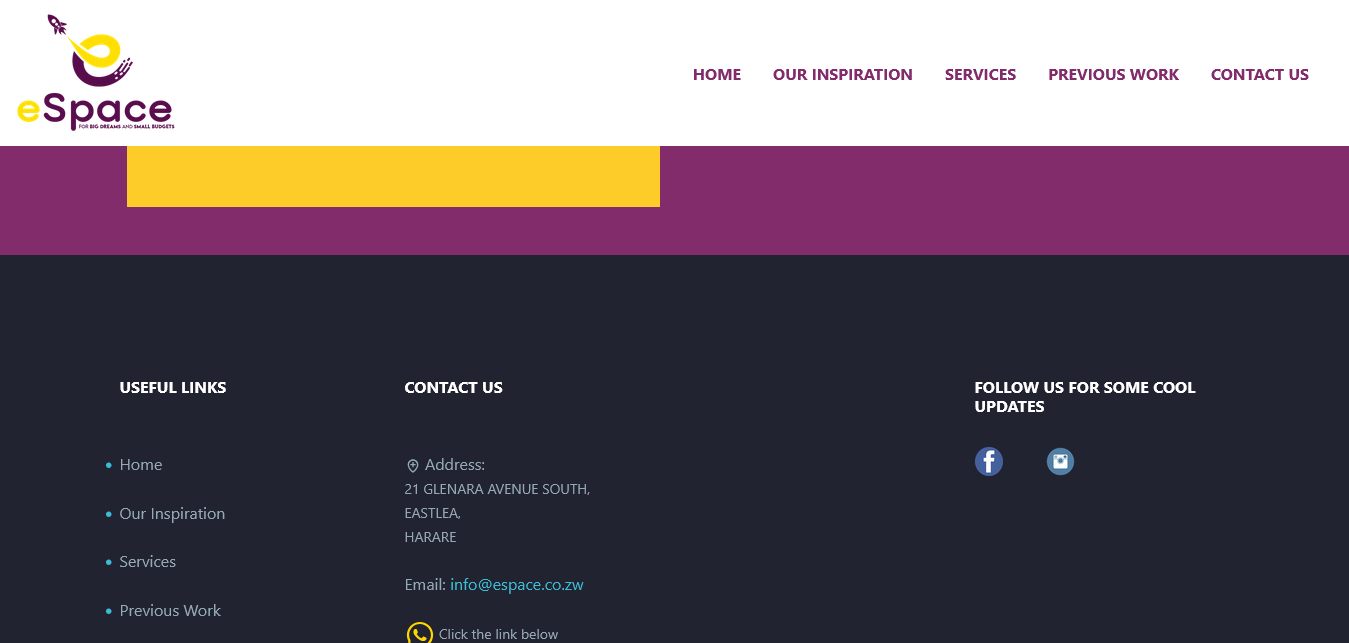 eSpace
FOR BIG DREAMS AND SMALL BUDGETS
HOME OUR INSPIRATION SERVICES PREVIOUS WORK CONTACT US
USEFUL LINKS
Home
Our Inspiration
Services
Previous Work
CONTACT US
Address:
21 GLENARA AVENUE SOUTH,
EASTLEA,
HARARE
Email: info@espace.co.zw
Click the link below
FOLLOW US FOR SOME COOL
UPDATES